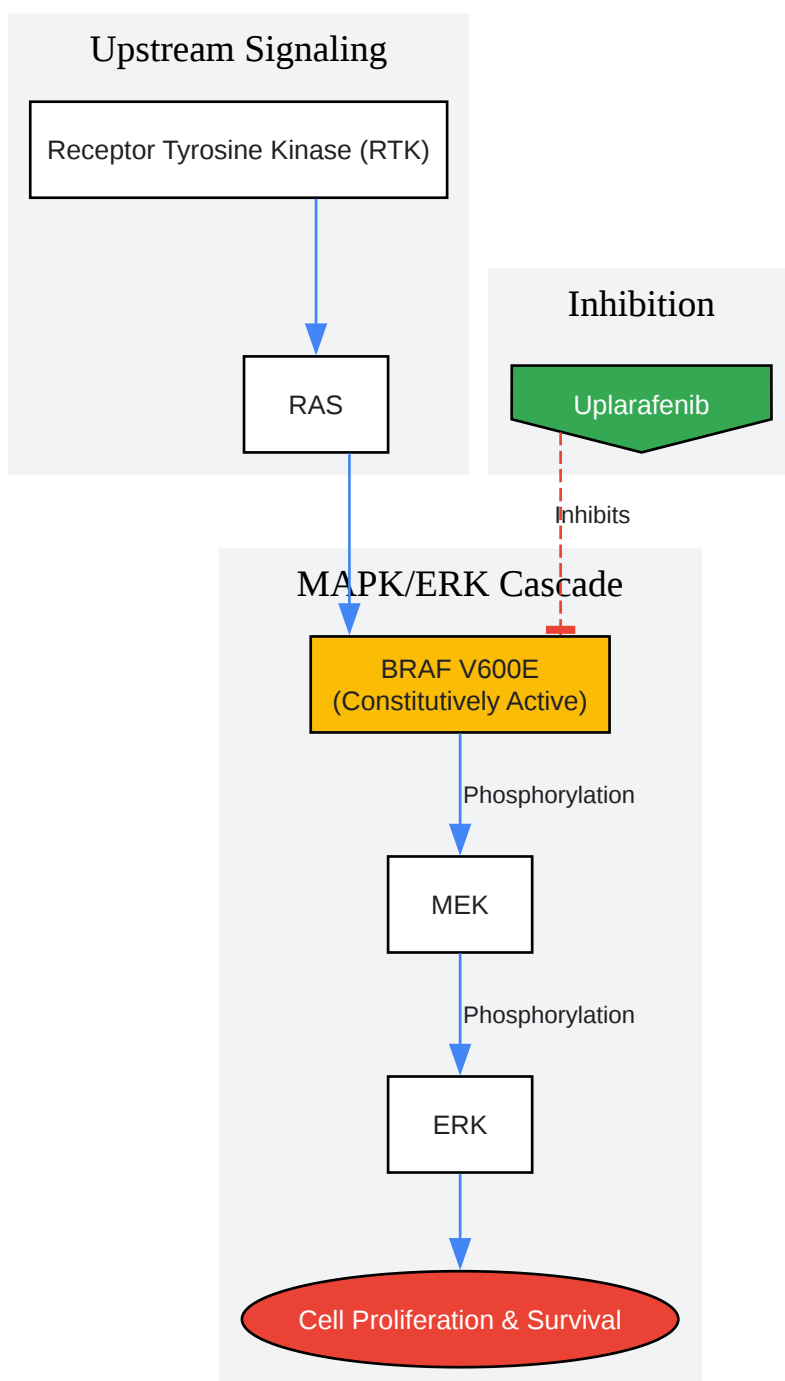 Upstream Signaling
Receptor Tyrosine Kinase (RTK)
RAS
Inhibition
Uplarafenib
Inhibits
MAPK/ERK Cascade
BRAF V600E
(Constitutively Active)
Phosphorylation
MEK
Phosphorylation
ERK
Cell Proliferation & Survival